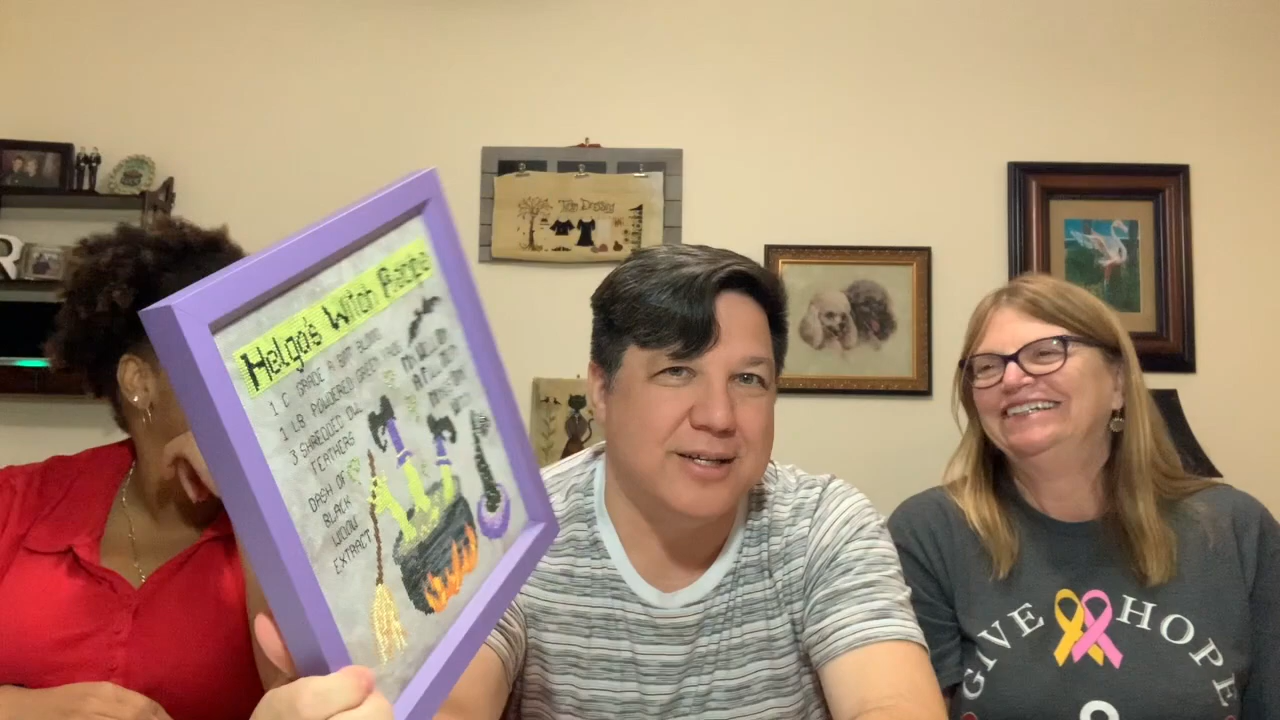 Helga's Witch Recipe
1 C GRADE A BAT BLOOD
1 LB POWDERED GREEN
3 SHREDDED OWL
FEATHERS
DASH OF
BLACK
WIDOW
EXTRACT
R
GIVE HOPE